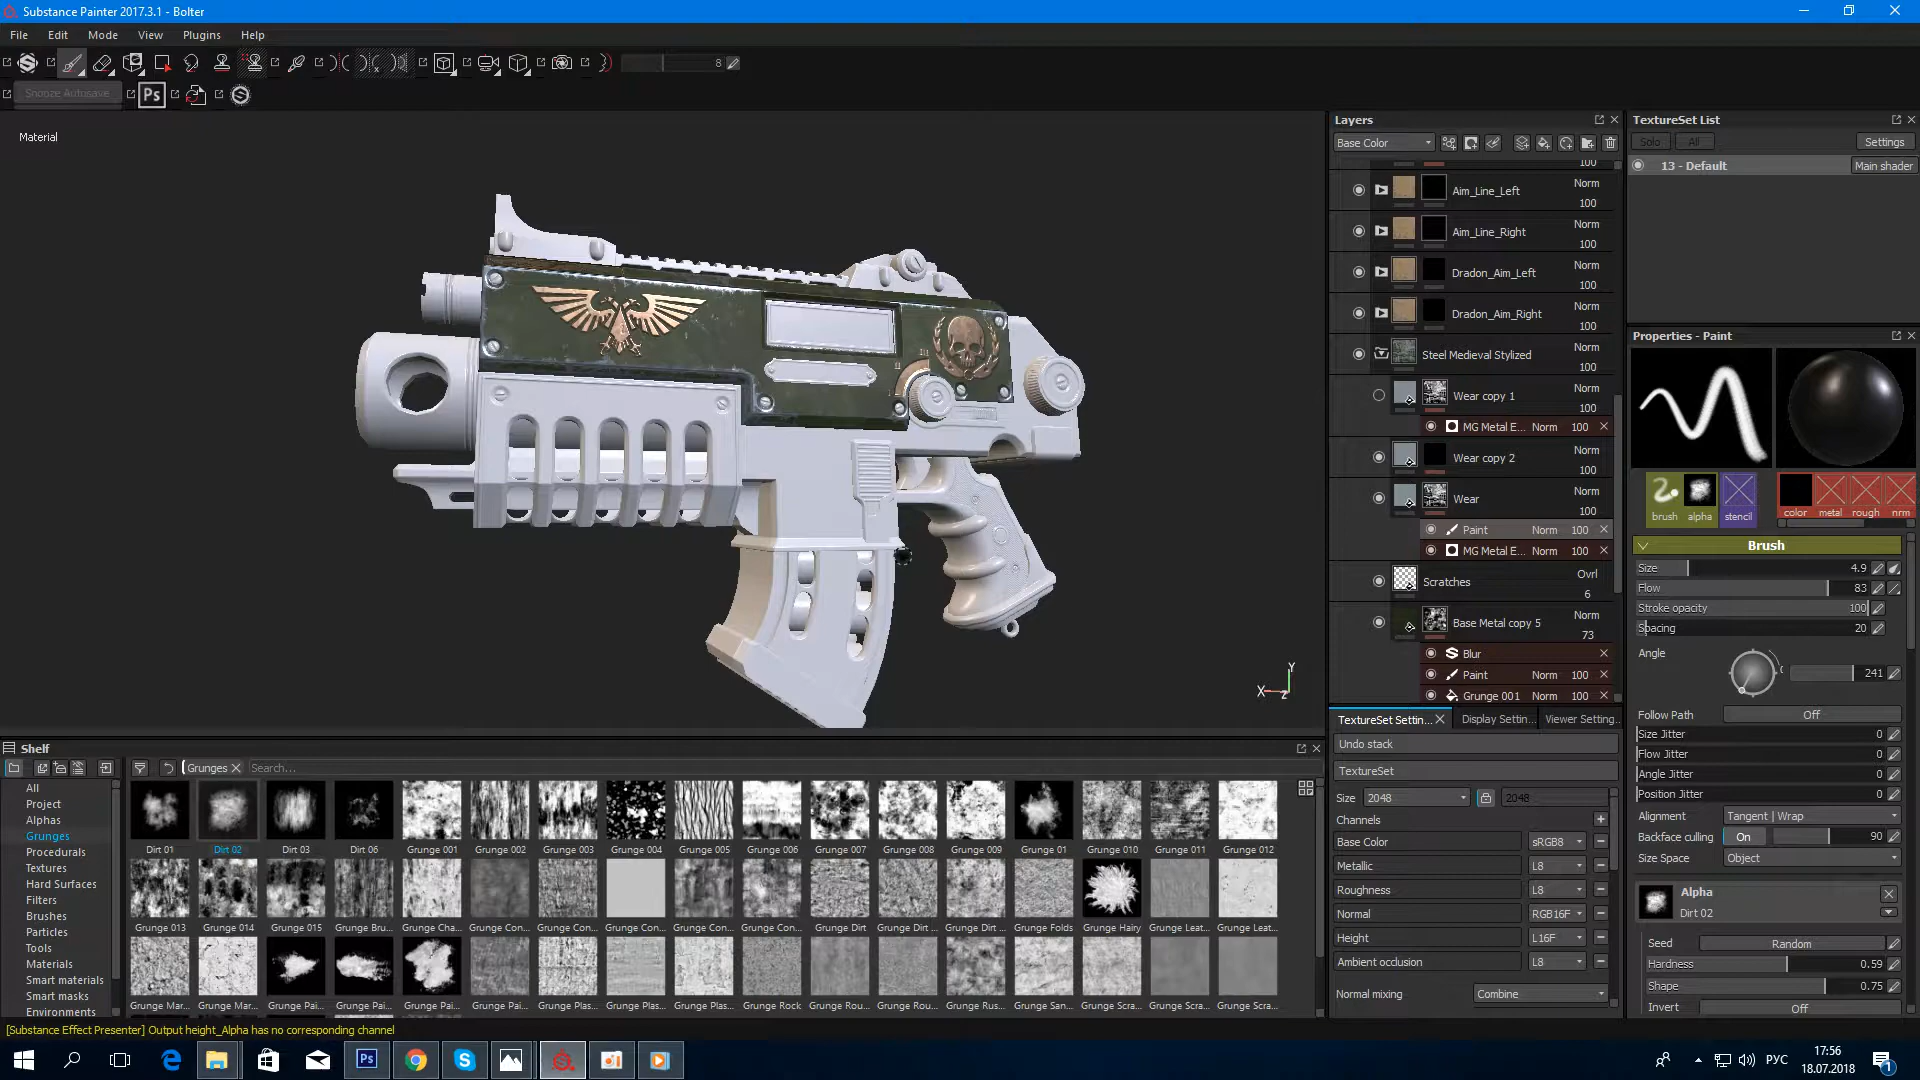 Substance Painter 2017.3.1 - Bolter
File Edit Mode View Plugins Help
8
Snooze Autosave
Ps
Material
III
II
Y
X
Z
Layers
Base Color
100
Aim_Line_Left Norm 100
Aim_Line_Right Norm 100
Dradon_Aim_Left Norm 100
Dradon_Aim_Right Norm 100
Steel Medieval Stylized Norm 100
Wear copy 1 Norm 100
MG Metal E... Norm 100
Wear copy 2 Norm 100
Wear Norm 100
Paint Norm 100
MG Metal E... Norm 100
Scratches Ovrl 6
Base Metal copy 5 Norm 73
Blur
Paint Norm 100
Grunge 001 Norm 100
TextureSet Settin... Display Settin... Viewer Setting...
Undo stack
TextureSet
Size 2048 2048
Channels
Base Color sRGB8
Metallic L8
Roughness L8
Normal RGB16F
Height L16F
Ambient occlusion L8
Normal mixing Combine
TextureSet List
Solo All Settings
13 - Default Main shader
Properties - Paint
brush alpha stencil color metal rough nrm
Brush
Size 4.9
Flow 83
Stroke opacity 100
Spacing 20
Angle 241
Follow Path Off
Size Jitter 0
Flow Jitter 0
Angle Jitter 0
Position Jitter 0
Alignment Tangent | Wrap
Backface culling On 90
Size Space Object
Alpha
Dirt 02
Seed Random
Hardness 0.59
Shape 0.75
Invert Off
Shelf
Grunges Search...
All
Project
Alphas
Grunges
Procedurals
Textures
Hard Surfaces
Filters
Brushes
Particles
Tools
Materials
Smart materials
Smart masks
Environments
Dirt 01 Dirt 02 Dirt 03 Dirt 06 Grunge 001 Grunge 002 Grunge 003 Grunge 004 Grunge 005 Grunge 006 Grunge 007 Grunge 008 Grunge 009 Grunge 01 Grunge 010 Grunge 011 Grunge 012
Grunge 013 Grunge 014 Grunge 015 Grunge Bru... Grunge Cha... Grunge Con... Grunge Con... Grunge Con... Grunge Con... Grunge Con... Grunge Dirt Grunge Dirt ... Grunge Dirt ... Grunge Folds Grunge Hairy Grunge Leat... Grunge Leat...
Grunge Mar... Grunge Mar... Grunge Pai... Grunge Pai... Grunge Pai... Grunge Pai... Grunge Plas... Grunge Plas... Grunge Plas... Grunge Rock Grunge Rou... Grunge Rou... Grunge Rus... Grunge San... Grunge Scra... Grunge Scra... Grunge Scra...
[Substance Effect Presenter] Output height_Alpha has no corresponding channel
Ps
РУС
17:56
18.07.2018
1